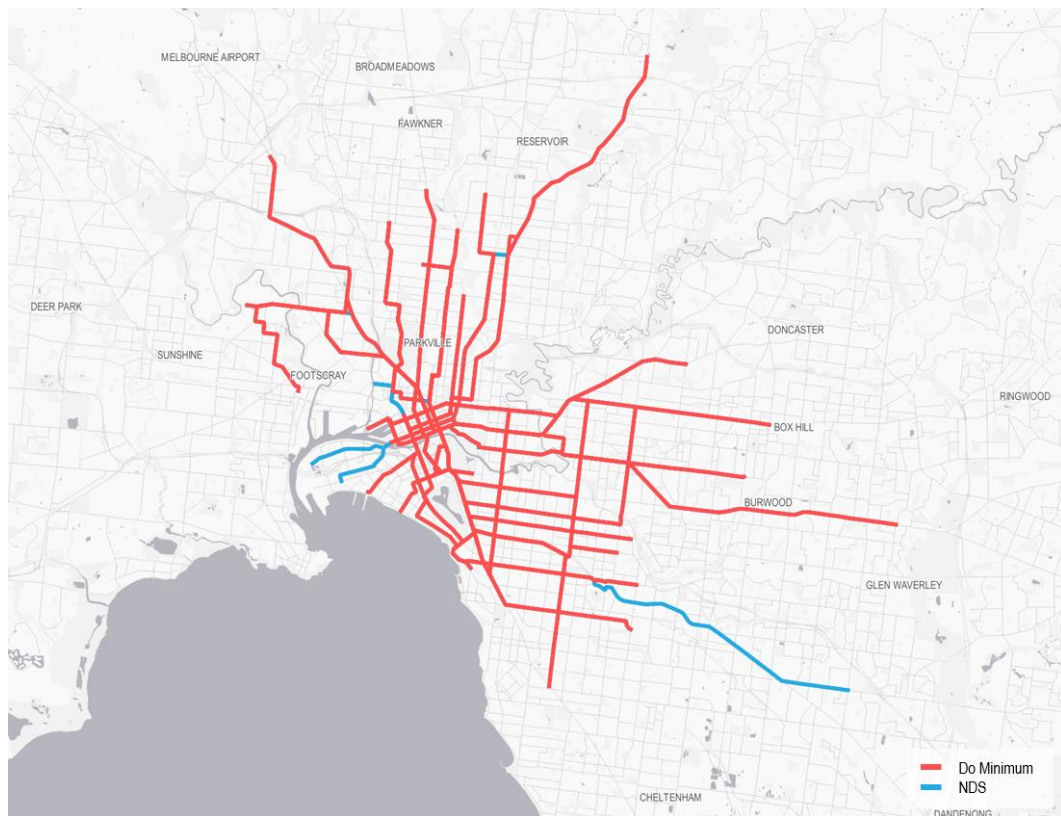 MELBOURNE AIRPORT
BROADMEADOWS
FAWKNER
RESERVOIR
DEER PARK
SUNSHINE
PARKVILLE
DONCASTER
FOOTSCRAY
RINGWOOD
BOX HILL
BURWOOD
GLEN WAVERLEY
Do Minimum
NDS
CHELTENHAM
DANDENONG